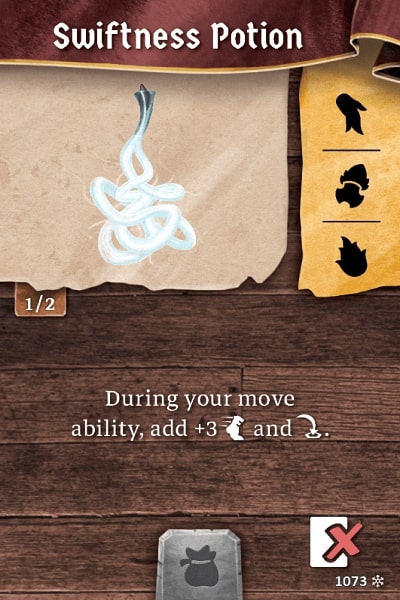 Swiftness Potion
1/2
During your move
ability, add +3 and .
1073